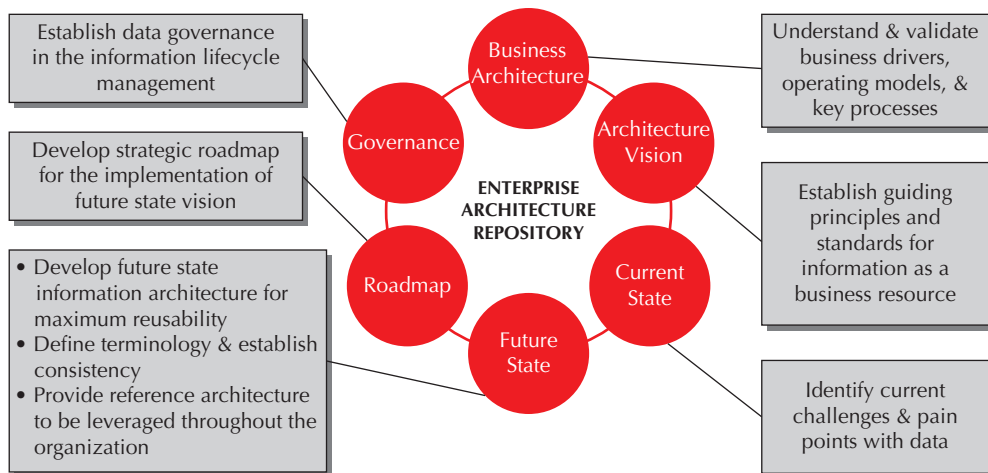 Establish data governance
in the information lifecycle
management
Business
Architecture
Understand & validate
business drivers,
operating models, &
key processes
Governance
Architecture
Vision
Develop strategic roadmap
for the implementation of
future state vision
ENTERPRISE
ARCHITECTURE
REPOSITORY
Establish guiding
principles and
standards for
information as a
business resource
• Develop future state
information architecture for
maximum reusability
• Define terminology & establish
consistency
• Provide reference architecture
to be leveraged throughout the
organization
Roadmap
Current
State
Future
State
Identify current
challenges & pain
points with data